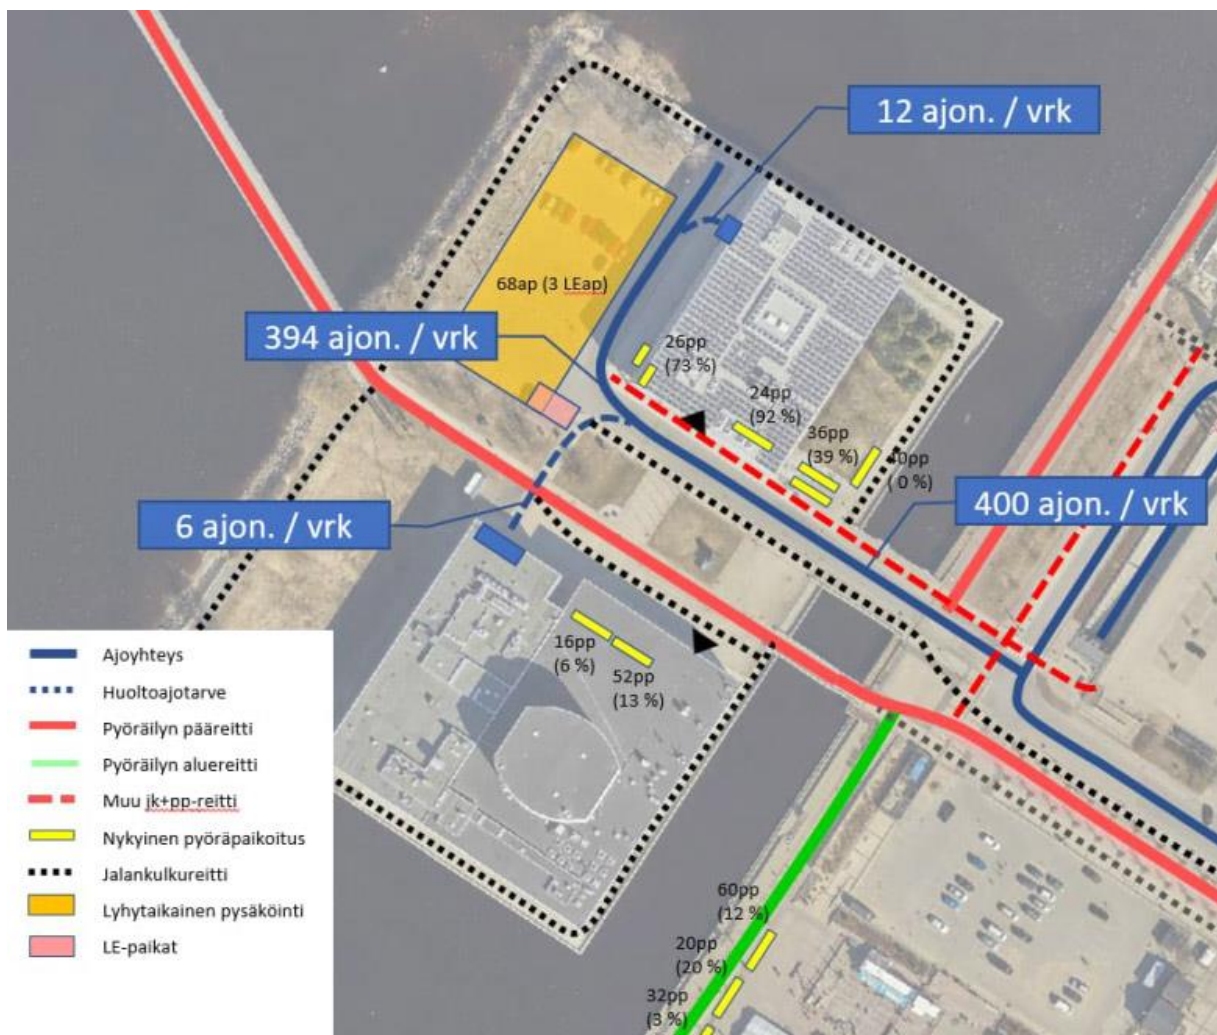 12 ajon. / vrk
68ap (3 LEap)
394 ajon. / vrk
26pp
(73 %)
24pp
(92 %)
36pp
(39 %)
40pp
( 0 %)
400 ajon. / vrk
6 ajon. / vrk
16pp
(6 %)
52pp
(13 %)
60pp
(12 %)
20pp
(20 %)
32pp
(3 %)
Ajoyhteys
Huoltoajotarve
Pyöräilyn pääreitti
Pyöräilyn aluereitti
Muu jk+pp-reitti
Nykyinen pyöräpaikoitus
Jalankulkureitti
Lyhytaikainen pysäköinti
LE-paikat